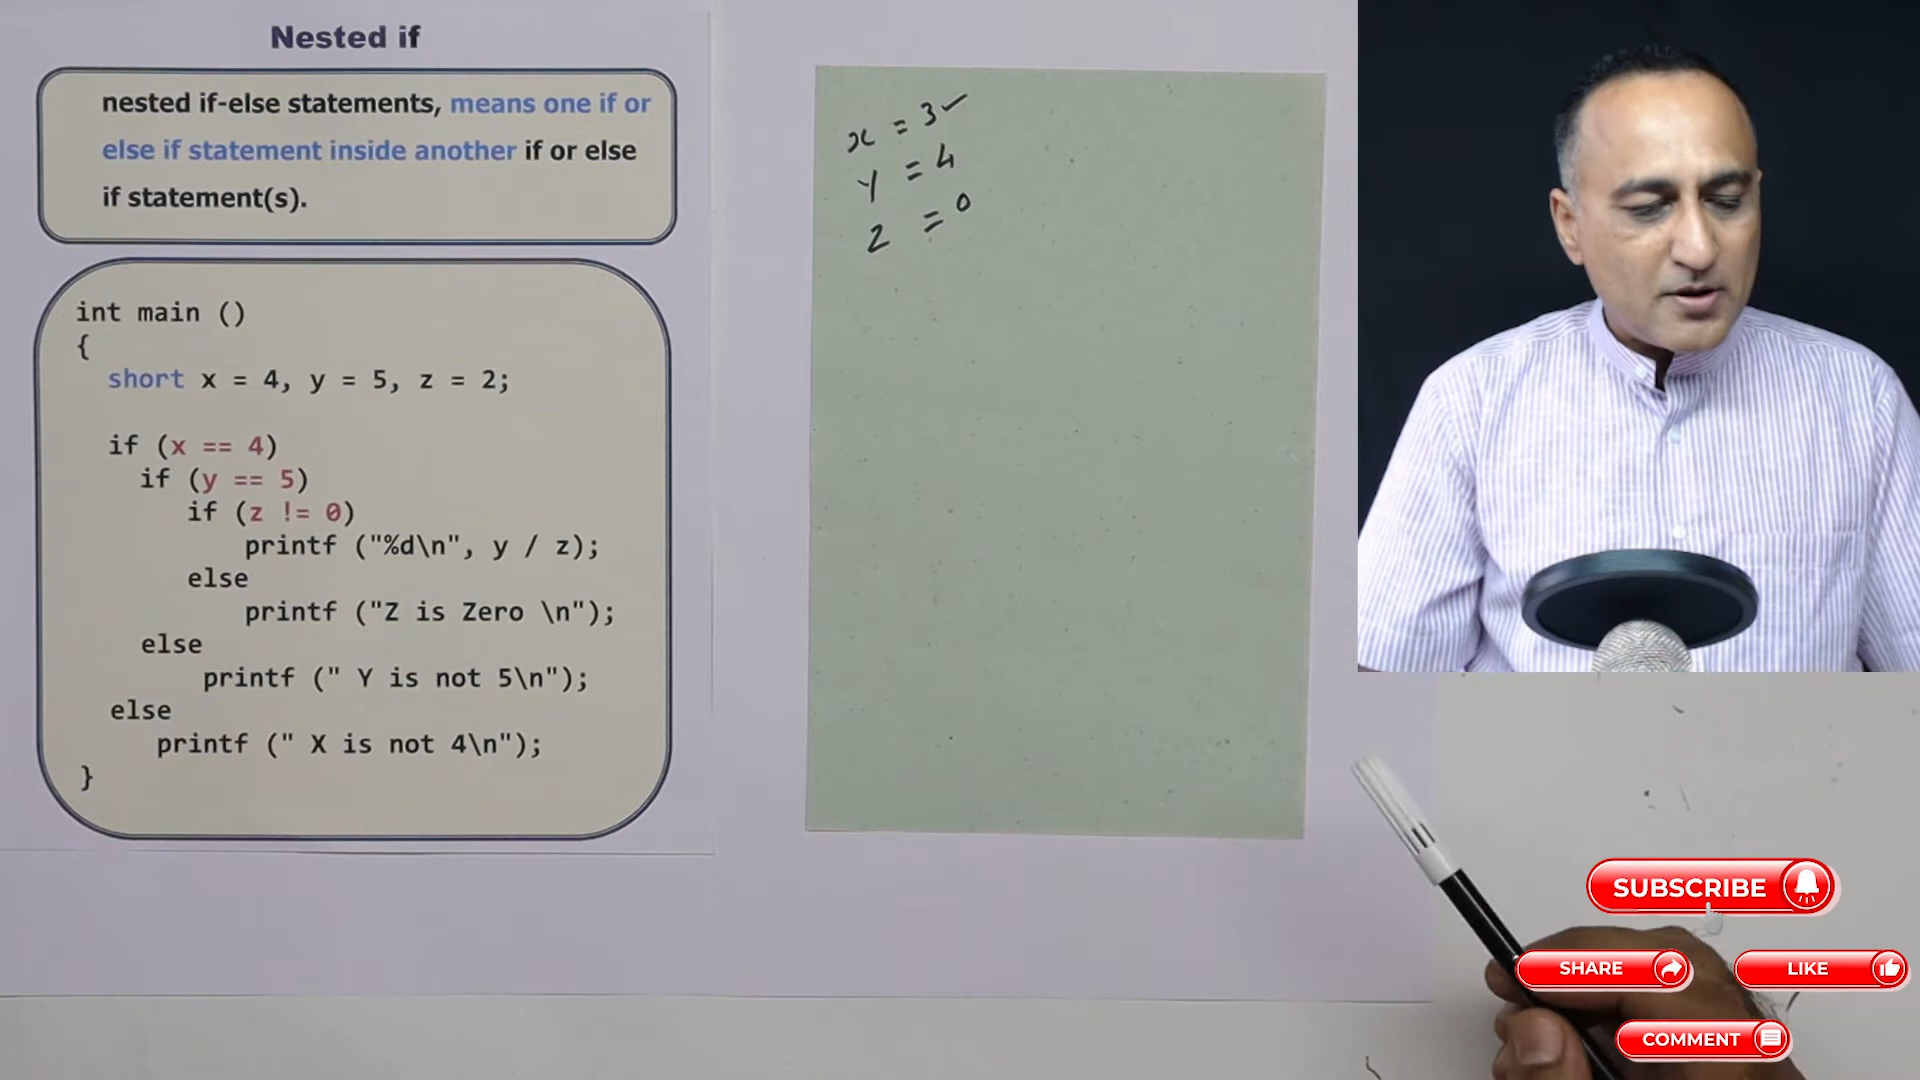 Nested if
nested if-else statements, means one if or
else if statement inside another if or else
if statement(s).
int main ()
{
short x = 4, y = 5, z = 2;
if (x == 4)
if (y == 5)
if (z != 0)
printf ("%d\n", y / z);
else
printf ("Z is Zero \n");
else
printf (" Y is not 5\n");
else
printf (" X is not 4\n");
}
x = 3 ✓
y = 4
z = 0
SUBSCRIBE
SHARE
LIKE
COMMENT